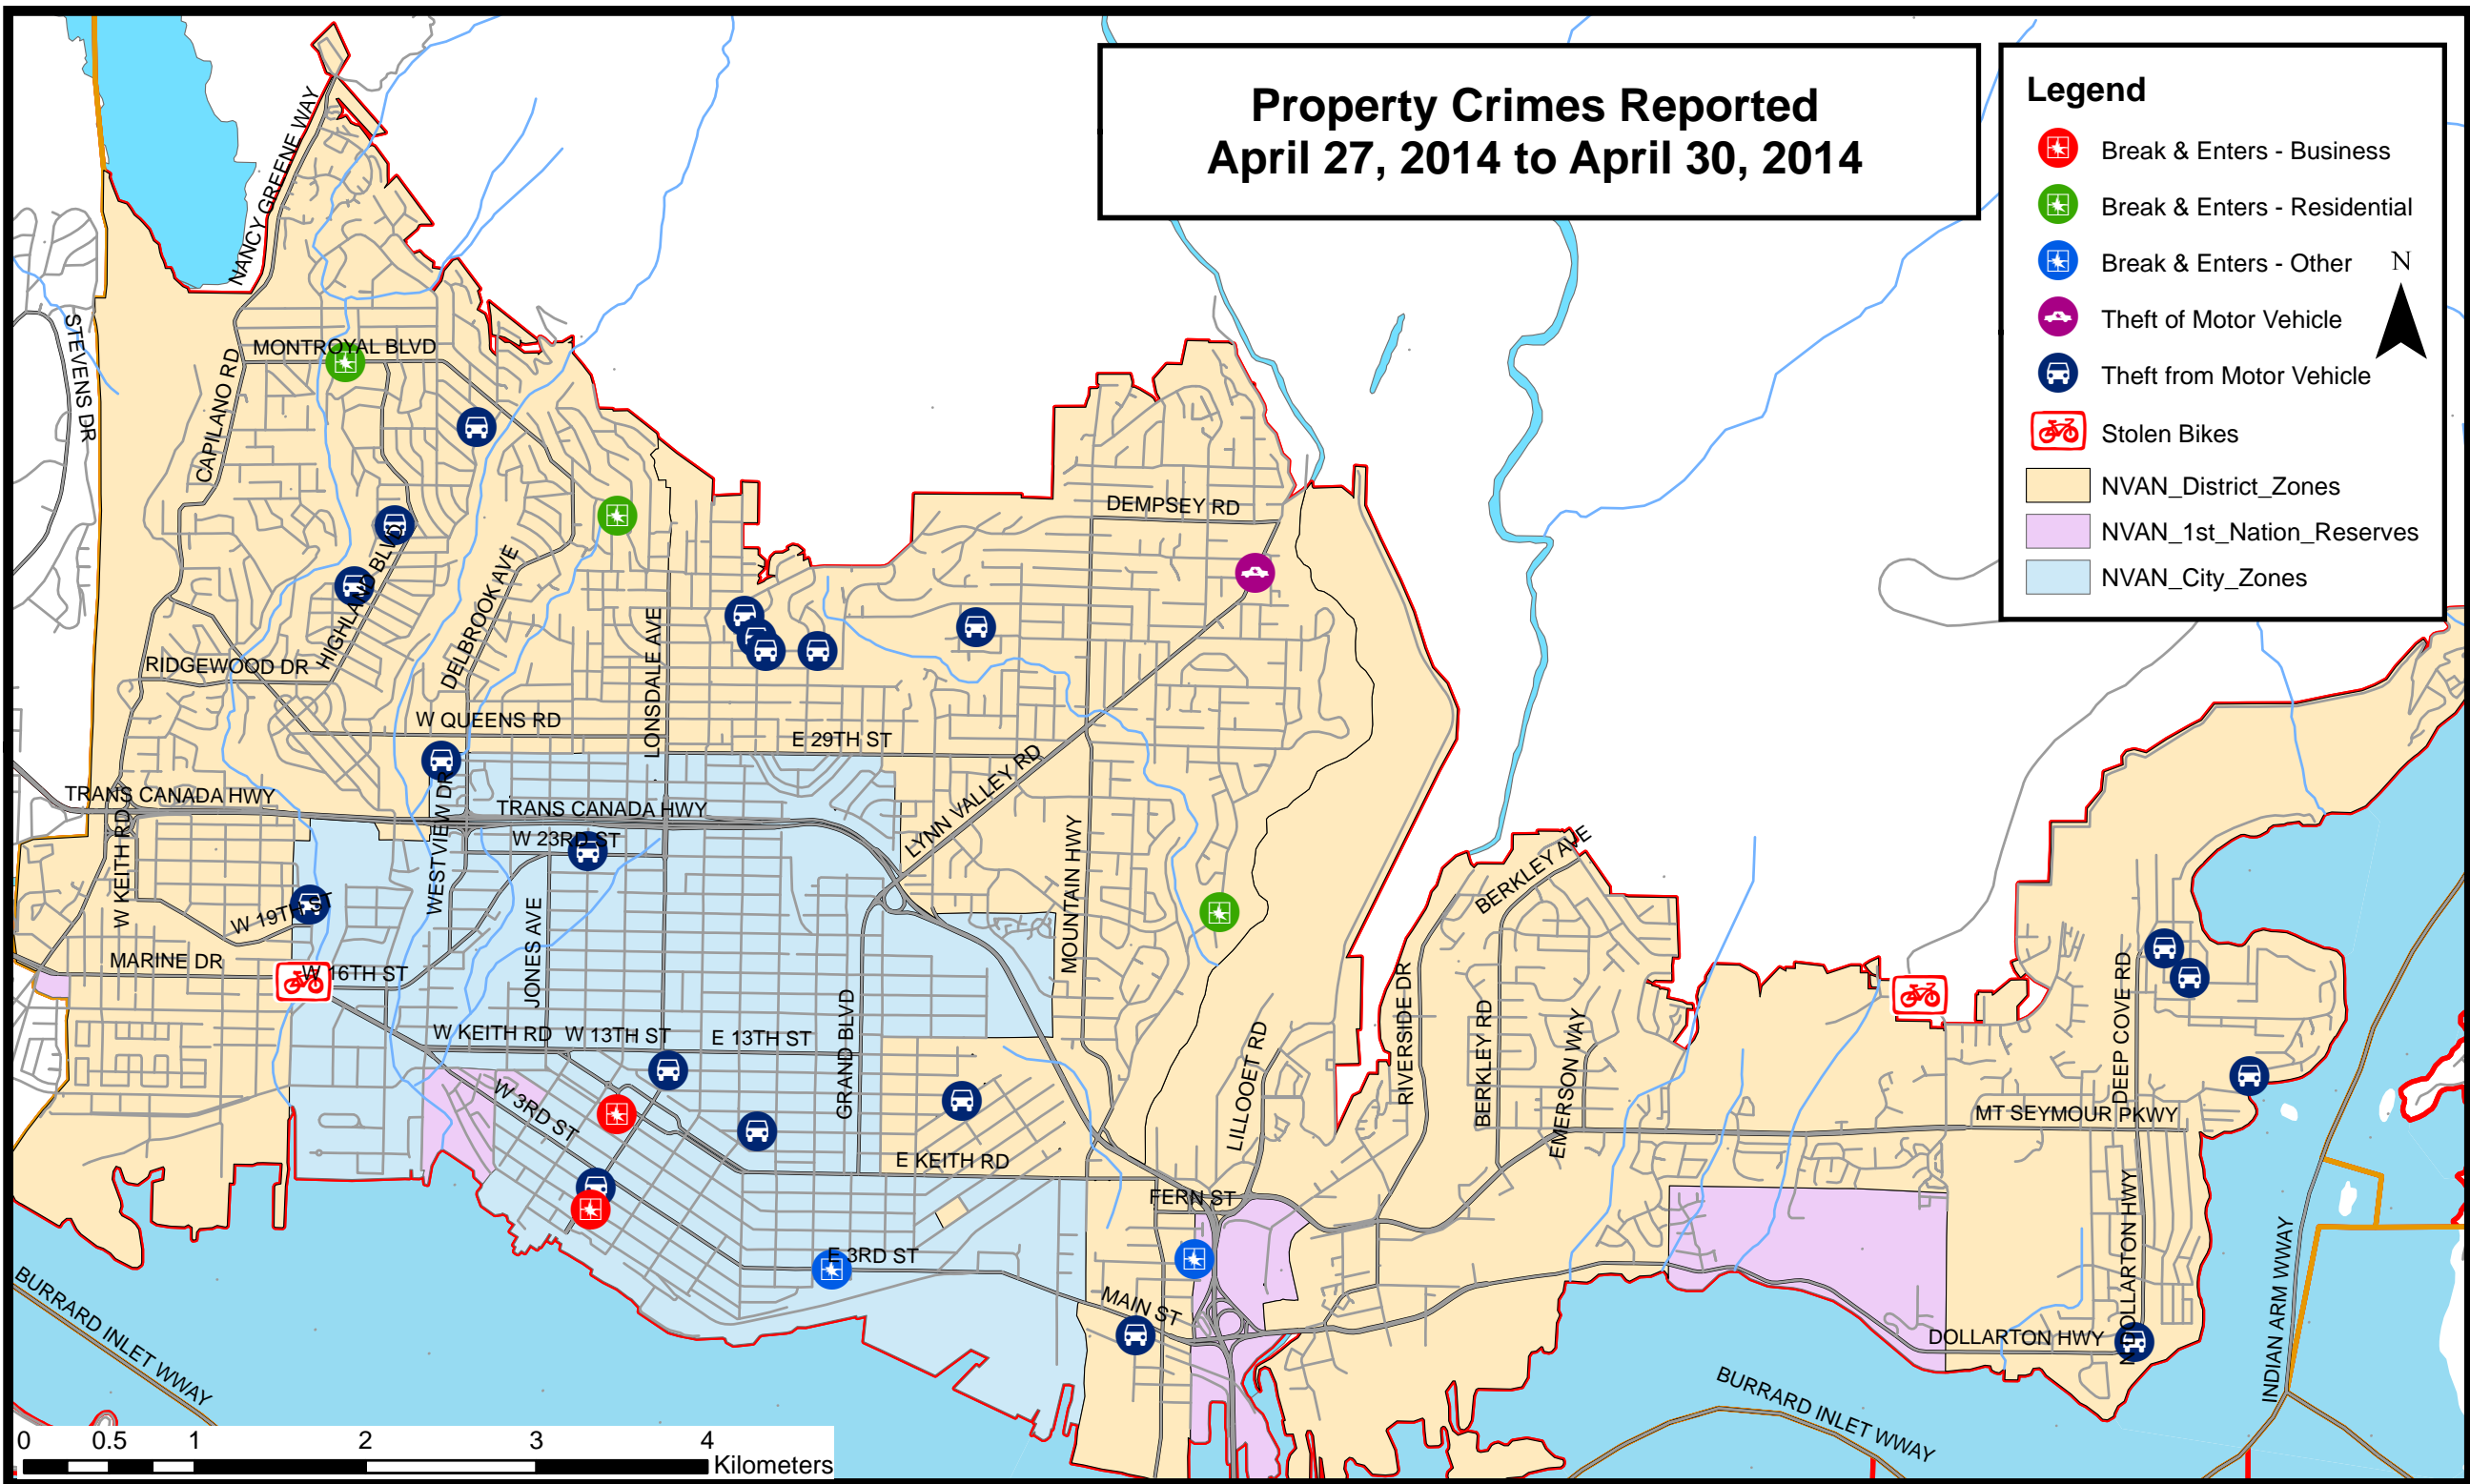 Property Crimes Reported
April 27, 2014 to April 30, 2014
Legend
Break & Enters - Business
Break & Enters - Residential
Break & Enters - Other
Theft of Motor Vehicle
Theft from Motor Vehicle
Stolen Bikes
NVAN_District_Zones
NVAN_1st_Nation_Reserves
NVAN_City_Zones
N
NANCY GREENE WAY
STEVENS DR
MONTROYAL BLVD
CAPILANO RD
DEMPSEY RD
HIGHLAND BLVD
DELBROOK AVE
LONSDALE AVE
RIDGEWOOD DR
W QUEENS RD
E 29TH ST
LYNN VALLEY RD
TRANS CANADA HWY
TRANS CANADA HWY
W KEITH RD
WESTVIEW DR
W 23RD ST
MOUNTAIN HWY
BERKLEY AVE
W 19TH ST
JONES AVE
MARINE DR
W 16TH ST
GRAND BLVD
RIVERSIDE DR
BERKLEY RD
EMERSON WAY
DEEP COVE RD
LILLOOET RD
W KEITH RD
W 13TH ST
E 13TH ST
W 3RD ST
MT SEYMOUR PKWY
E KEITH RD
FERN ST
E 3RD ST
MAIN ST
N DOLLARTON HWY
DOLLARTON HWY
INDIAN ARM WWAY
BURRARD INLET WWAY
BURRARD INLET WWAY
0 0.5 1 2 3 4
Kilometers